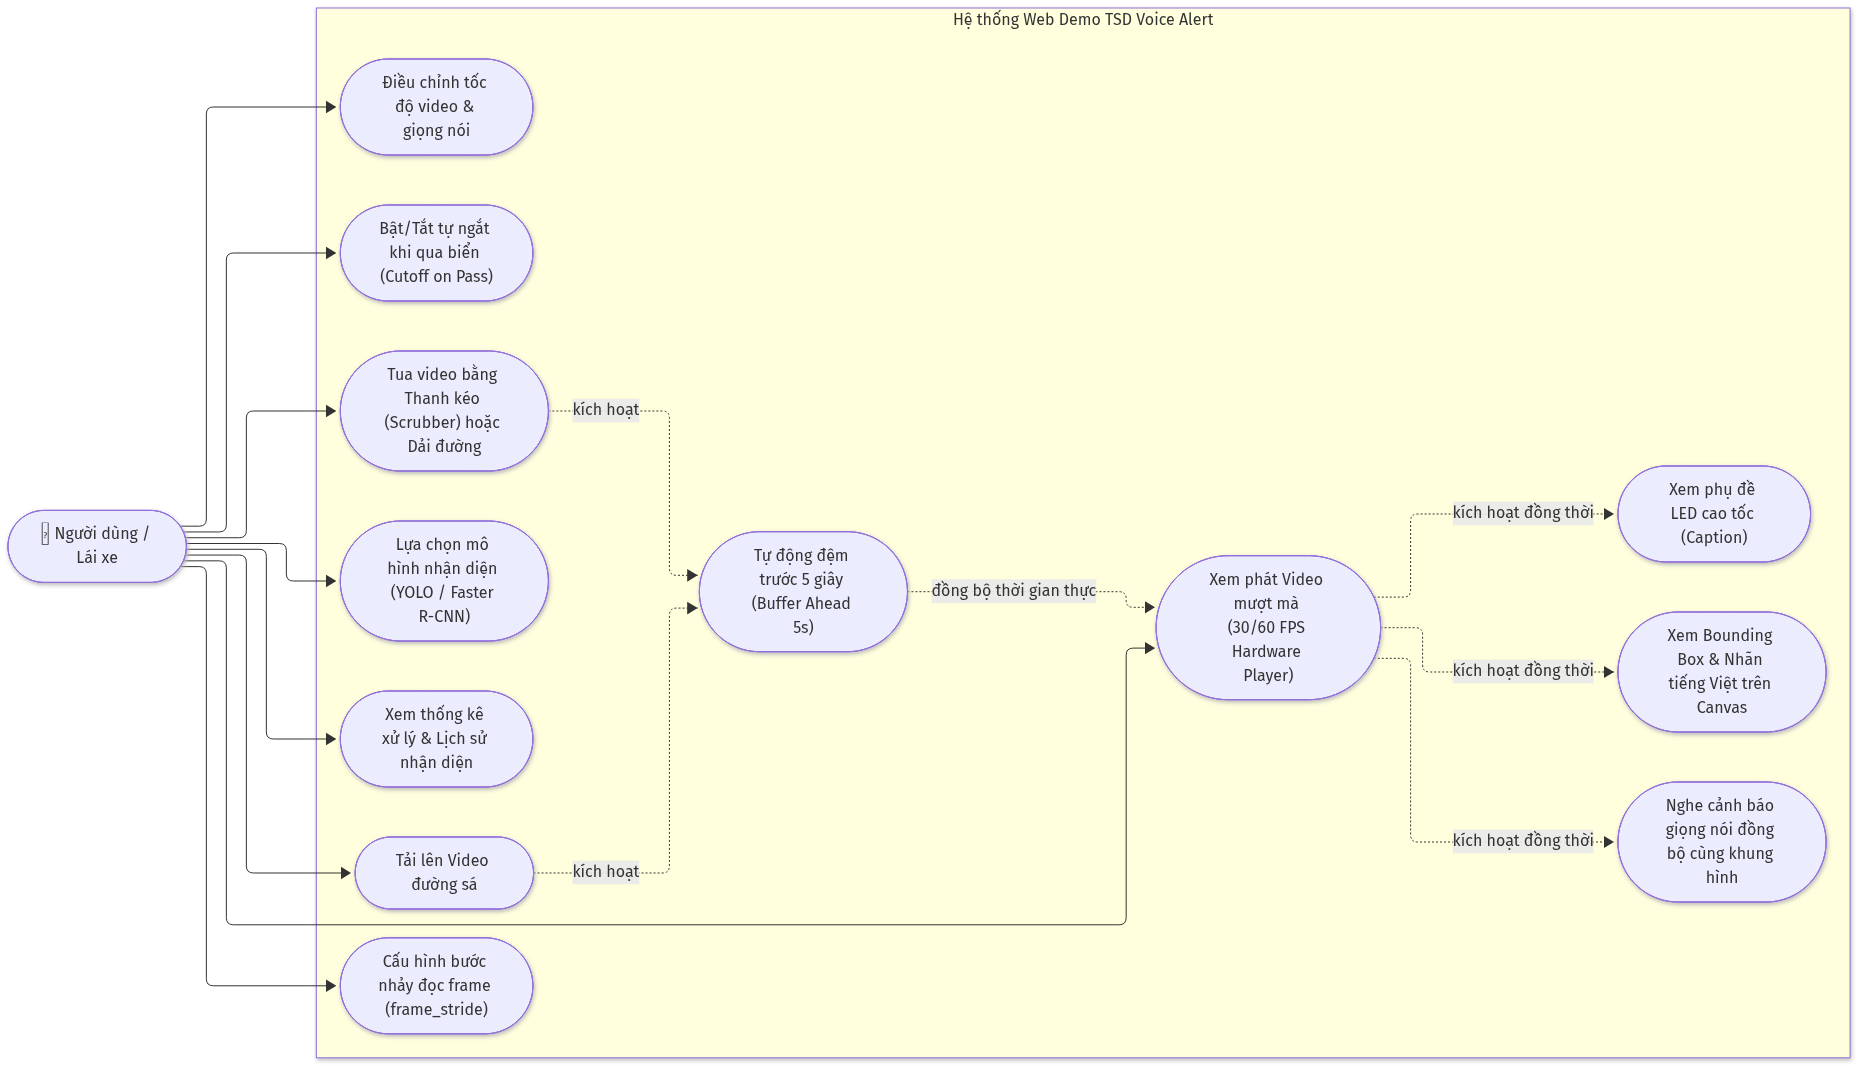 Hệ thống Web Demo TSD Voice Alert
Điều chỉnh tốc
độ video &
giọng nói
Bật/Tắt tự ngắt
khi qua biển
(Cutoff on Pass)
Tua video bằng
Thanh kéo
(Scrubber) hoặc
Dải đường
kích hoạt
Người dùng /
Lái xe
Lựa chọn mô
hình nhận diện
(YOLO / Faster
R-CNN)
Tự động đệm
trước 5 giây
(Buffer Ahead
5s)
đồng bộ thời gian thực
Xem phát Video
mượt mà
(30/60 FPS
Hardware
Player)
kích hoạt đồng thời
Xem phụ đề
LED cao tốc
(Caption)
kích hoạt đồng thời
Xem Bounding
Box & Nhãn
tiếng Việt trên
Canvas
kích hoạt đồng thời
Nghe cảnh báo
giọng nói đồng
bộ cùng khung
hình
Xem thống kê
xử lý & Lịch sử
nhận diện
Tải lên Video
đường sá
kích hoạt
Cấu hình bước
nhảy đọc frame
(frame_stride)